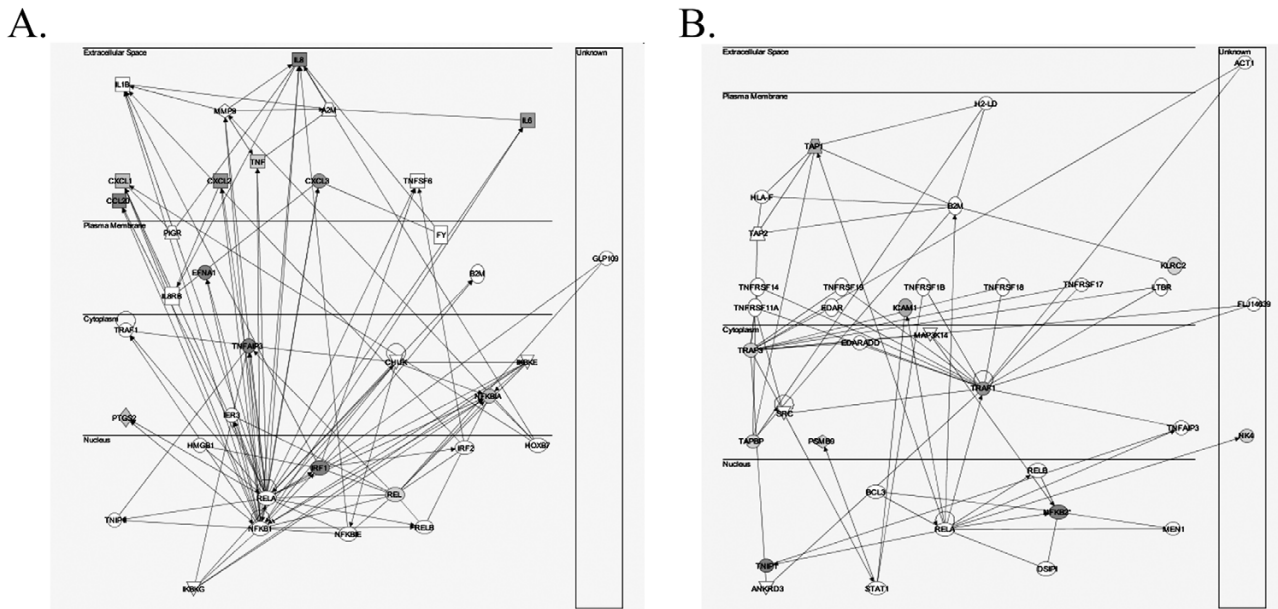 A.
Extracellular Space
Unknown
IL8
IL1B
MMP9
A2M
IL6
TNF
CXCL1
CXCL2
CXCL3
TNFSF6
CCL20
Plasma Membrane
PIGR
FY
EFNA1
B2M
GLP109
IL8RB
Cytoplasm
TRAF1
TNFAIP3
CHUK
IKBKE
NFKBIA
PTGS2
IER3
Nucleus
HMGB1
IRF2
HOXB7
IRF1
RELA
REL
NFKB1
NFKBIE
RELB
IKBKG
B.
Extracellular Space
Unknown
ACT1
Plasma Membrane
H2-LD
TAP1
HLA-F
B2M
TAP2
KLRC2
TNFRSF14
TNFRSF19
TNFRSF1B
TNFRSF18
TNFRSF17
LTBR
TNFRSF11A
EDAR
ICAM1
FLJ14639
Cytoplasm
MAP3K14
TRAF3
EDARADD
TRAF1
SRC
TAPBP
PSMB9
TNFAIP3
NK4
Nucleus
RELB
BCL3
NFKB2
RELA
MEN1
TNIP1
DSIPI
ANKRD3
STAT1